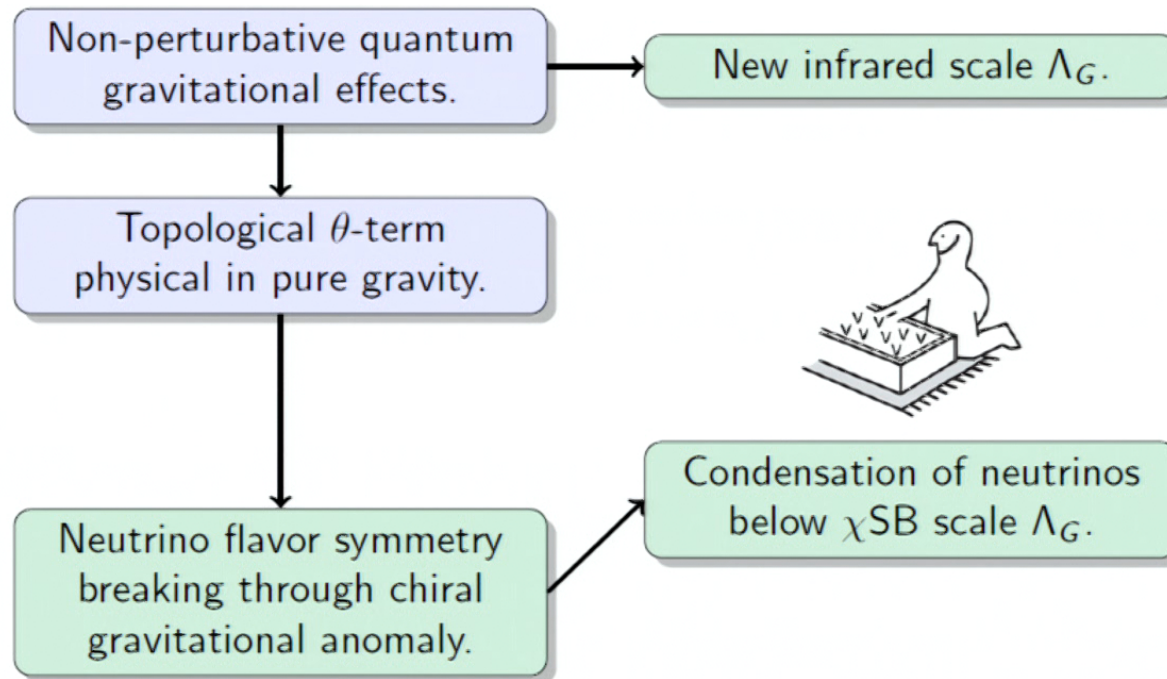 Non-perturbative quantum
gravitational effects.
New infrared scale Λ_G.
Topological θ-term
physical in pure gravity.
ν ν ν ν ν ν ν ν ν
Condensation of neutrinos
below χSB scale Λ_G.
Neutrino flavor symmetry
breaking through chiral
gravitational anomaly.